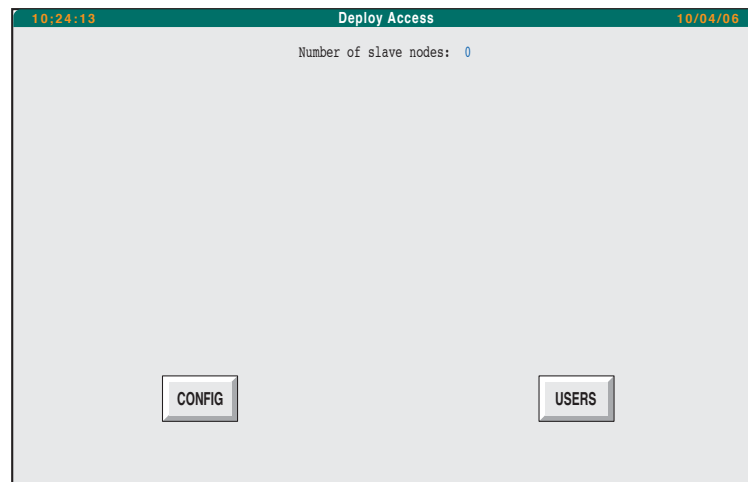 10;24:13 Deploy Access 10/04/06
Number of slave nodes: 0
CONFIG USERS